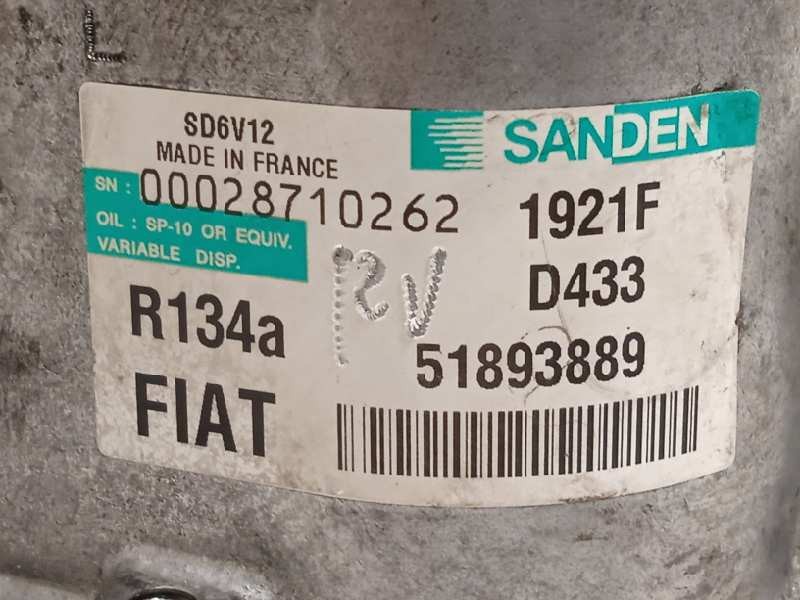 SD6V12
MADE IN FRANCE
SANDEN
SN : 00028710262
1921F
OIL : SP-10 OR EQUIV.
VARIABLE DISP.
D433
R134a
RV
51893889
FIAT